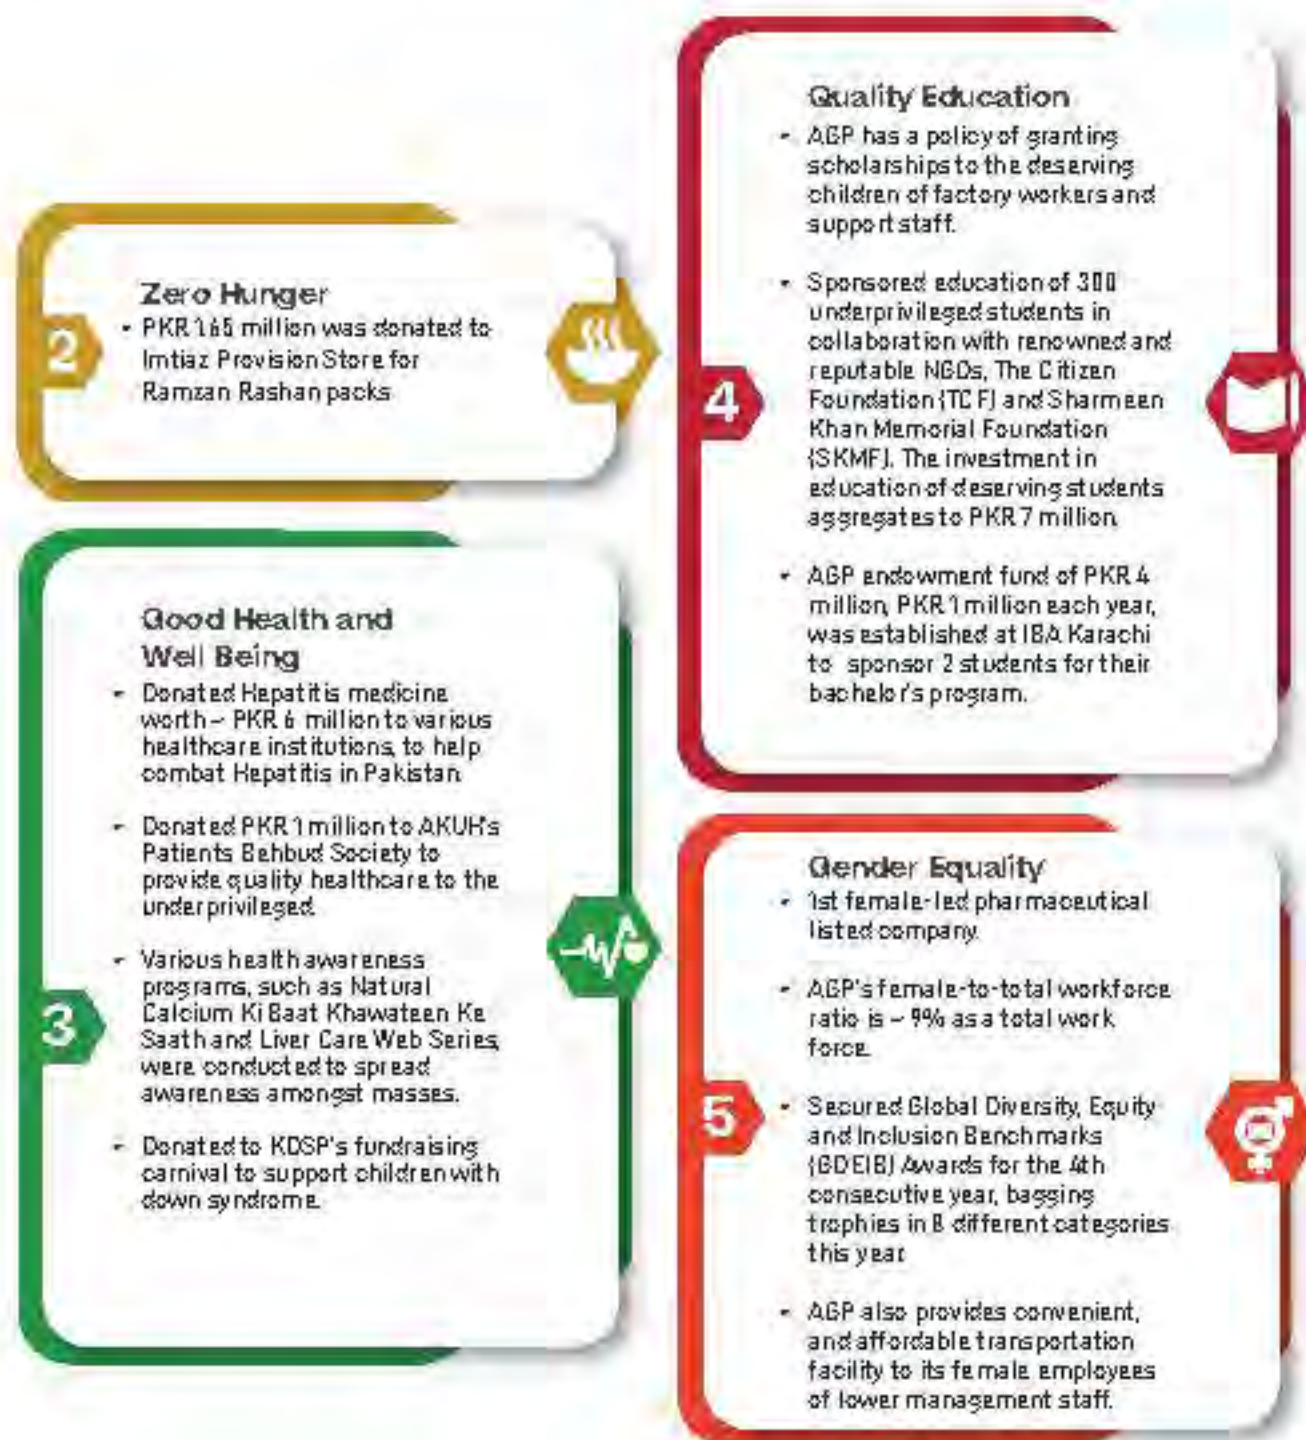 2
Zero Hunger
• PKR 1.65 million was donated to
Imtiaz Provision Store for
Ramzan Rashan packs
3
Good Health and
Well Being
• Donated Hepatitis medicine
worth ~ PKR 6 million to various
healthcare institutions, to help
combat Hepatitis in Pakistan.
• Donated PKR 1 million to AKUH's
Patients Behbud Society to
provide quality healthcare to the
underprivileged.
• Various health awareness
programs, such as Natural
Calcium Ki Baat Khawateen Ke
Saath and Liver Care Web Series,
were conducted to spread
awareness amongst masses.
• Donated to KDSP's fundraising
carnival to support children with
down syndrome.
4
Quality Education
• AGP has a policy of granting
scholarships to the deserving
children of factory workers and
support staff.
• Sponsored education of 300
underprivileged students in
collaboration with renowned and
reputable NGOs, The Citizen
Foundation (TCF) and Sharmeen
Khan Memorial Foundation
(SKMF). The investment in
education of deserving students
aggregates to PKR 7 million.
• AGP endowment fund of PKR 4
million, PKR 1 million each year,
was established at IBA Karachi
to sponsor 2 students for their
bachelor's program.
5
Gender Equality
• 1st female-led pharmaceutical
listed company.
• AGP's female-to-total workforce
ratio is ~ 9% as a total work
force.
• Secured Global Diversity, Equity
and Inclusion Benchmarks
(GDEIB) Awards for the 4th
consecutive year, bagging
trophies in 8 different categories
this year.
• AGP also provides convenient,
and affordable transportation
facility to its female employees
of lower management staff.